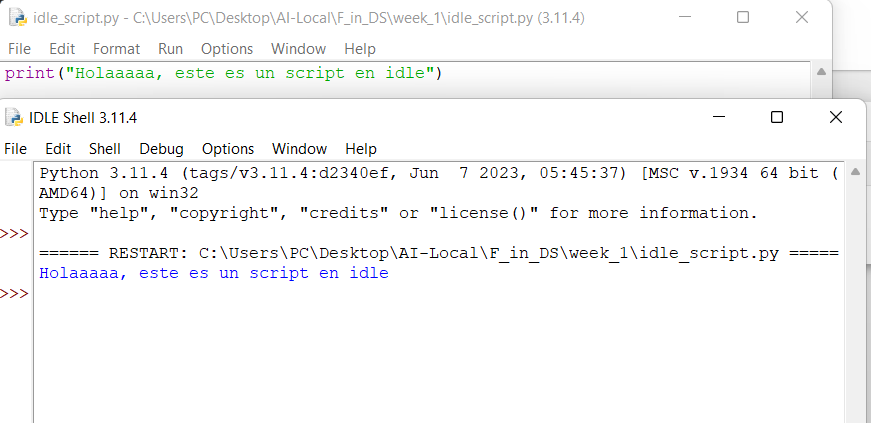 idle_script.py - C:\Users\PC\Desktop\AI-Local\F_in_DS\week_1\idle_script.py (3.11.4)
File Edit Format Run Options Window Help
print("Holaaaaa, este es un script en idle")
IDLE Shell 3.11.4
File Edit Shell Debug Options Window Help
Python 3.11.4 (tags/v3.11.4:d2340ef, Jun  7 2023, 05:45:37) [MSC v.1934 64 bit (
AMD64)] on win32
Type "help", "copyright", "credits" or "license()" for more information.
>>>
====== RESTART: C:\Users\PC\Desktop\AI-Local\F_in_DS\week_1\idle_script.py =====
Holaaaaa, este es un script en idle
>>>